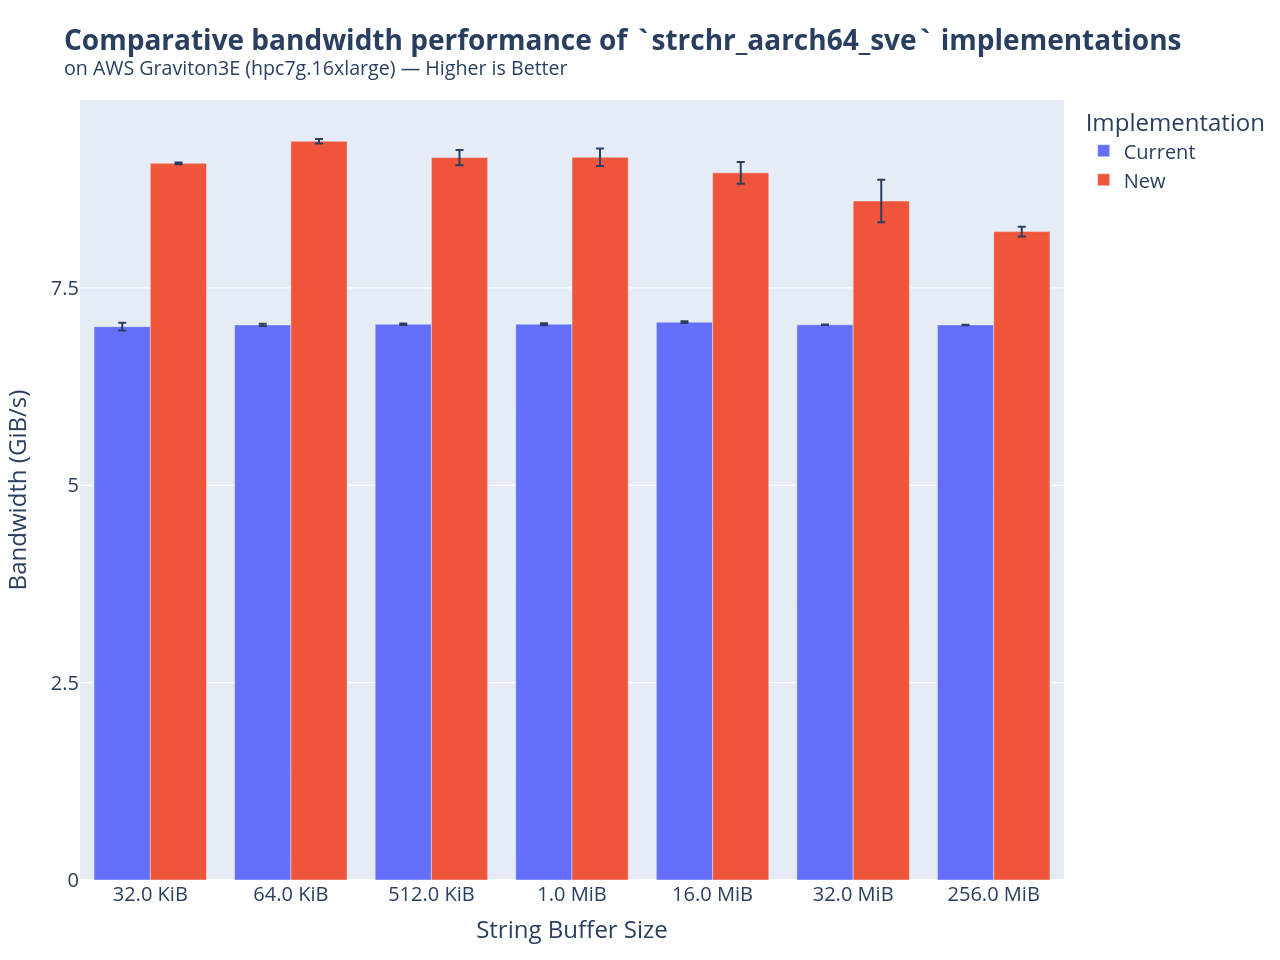 Comparative bandwidth performance of `strchr_aarch64_sve` implementations
on AWS Graviton3E (hpc7g.16xlarge) — Higher is Better
Implementation
Current
New
7.5
5
2.5
0
Bandwidth (GiB/s)
32.0 KiB
64.0 KiB
512.0 KiB
1.0 MiB
16.0 MiB
32.0 MiB
256.0 MiB
String Buffer Size